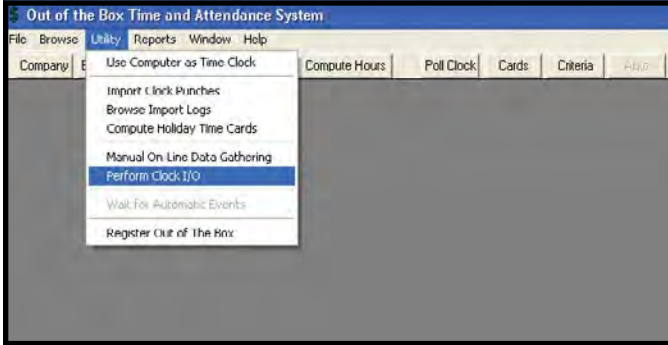 $ Out of the Box Time and Attendance System
File Browse Utility Reports Window Help
Company E Compute Hours Poll Clock Cards Criteria
Use Computer as Time Clock
Import Clock Punches
Browse Import Logs
Compute Holiday Time Cards
Manual On Line Data Gathering
Perform Clock I/O
Wait for Automatic Events
Register Out of The Box